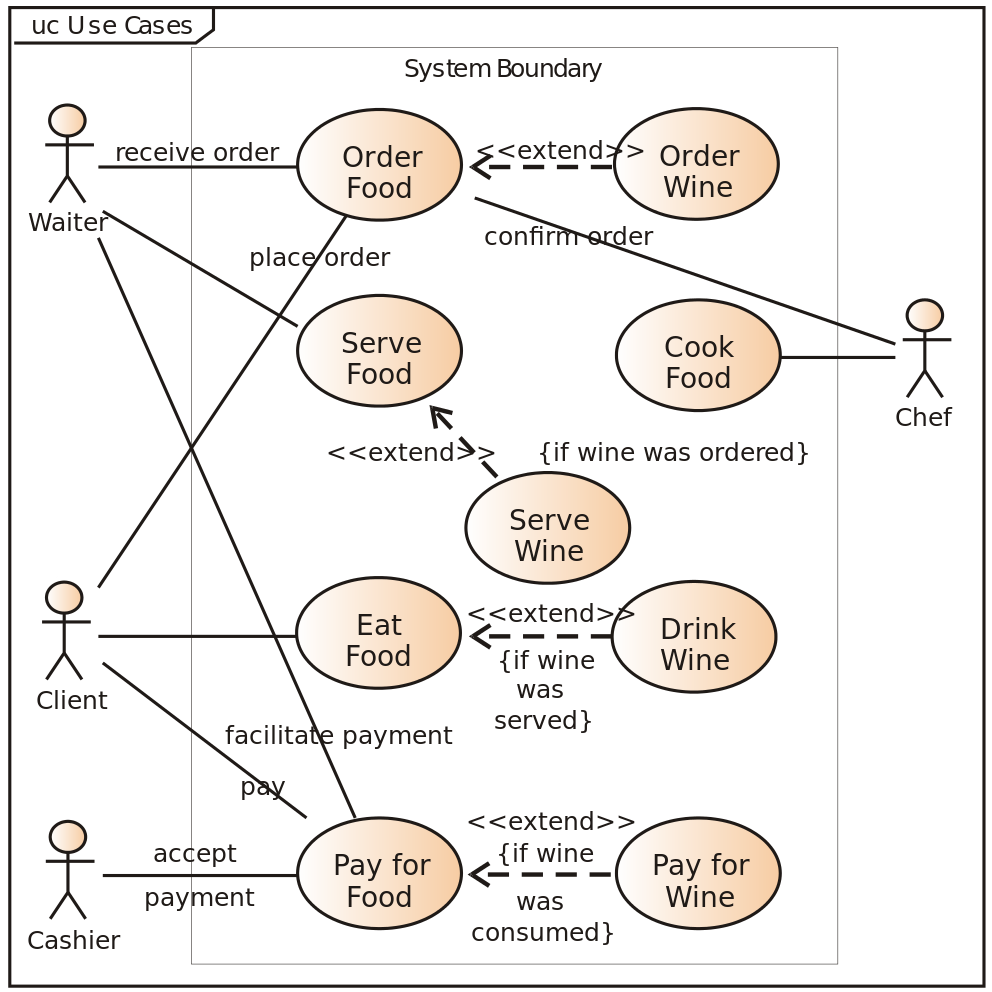 uc Use Cases
System Boundary
receive order
Order
Food
<<extend>>
Order
Wine
Waiter
place order
confirm order
Serve
Food
Cook
Food
Chef
<<extend>>
{if wine was ordered}
Serve
Wine
Eat
Food
<<extend>>
{if wine
was
served}
Drink
Wine
Client
facilitate payment
pay
accept
payment
Pay for
Food
<<extend>>
{if wine
was
consumed}
Pay for
Wine
Cashier